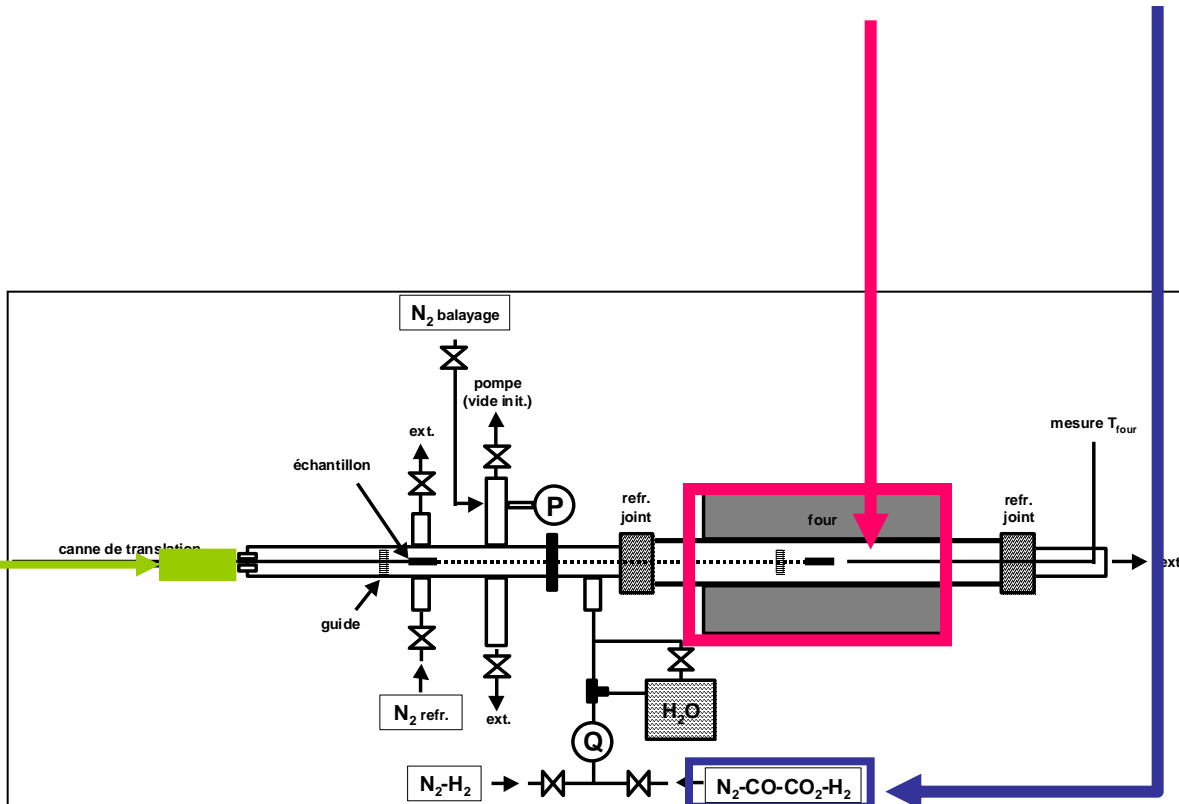 N₂ balayage
pompe
(vide init.)
ext.
mesure T_four
échantillon
P
refr.
joint
four
refr.
joint
canne de translation
ext
guide
N₂ refr.
ext.
H₂O
Q
N₂-H₂
N₂-CO-CO₂-H₂